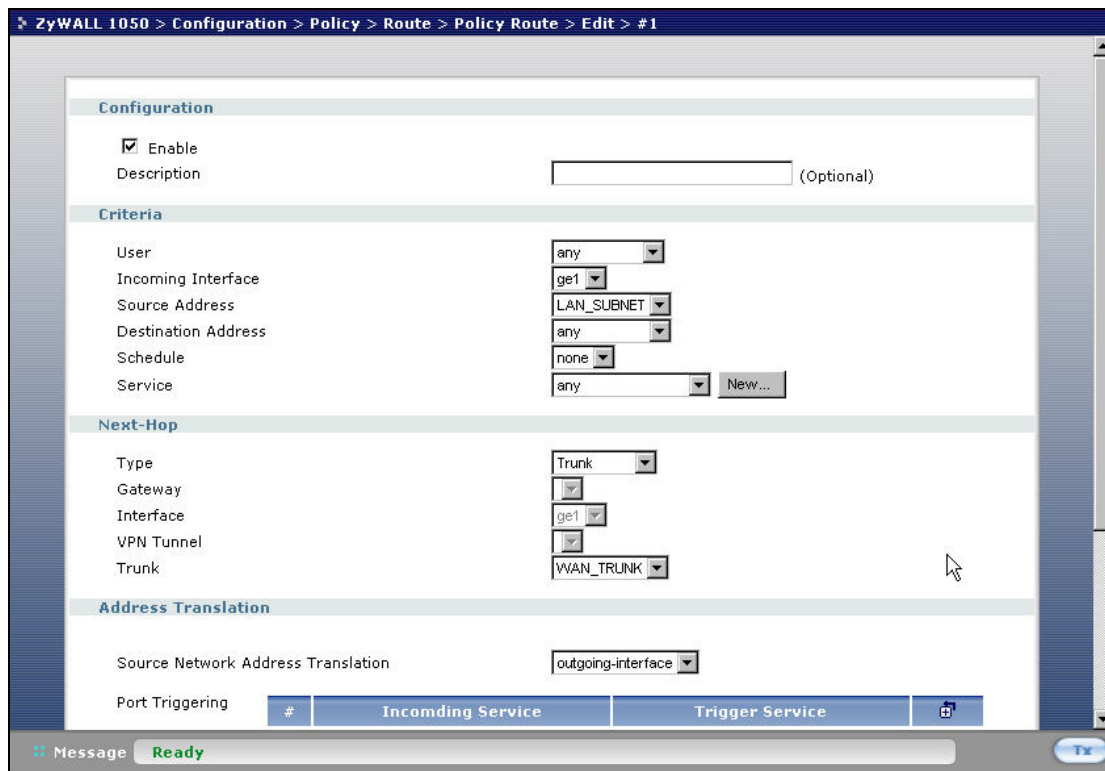 ZyWALL 1050 > Configuration > Policy > Route > Policy Route > Edit > #1
Configuration
Enable
Description (Optional)
Criteria
User any
Incoming Interface ge1
Source Address LAN_SUBNET
Destination Address any
Schedule none
Service any New...
Next-Hop
Type Trunk
Gateway
Interface ge1
VPN Tunnel
Trunk WAN_TRUNK
Address Translation
Source Network Address Translation outgoing-interface
Port Triggering # Incomding Service Trigger Service
Message Ready Tx